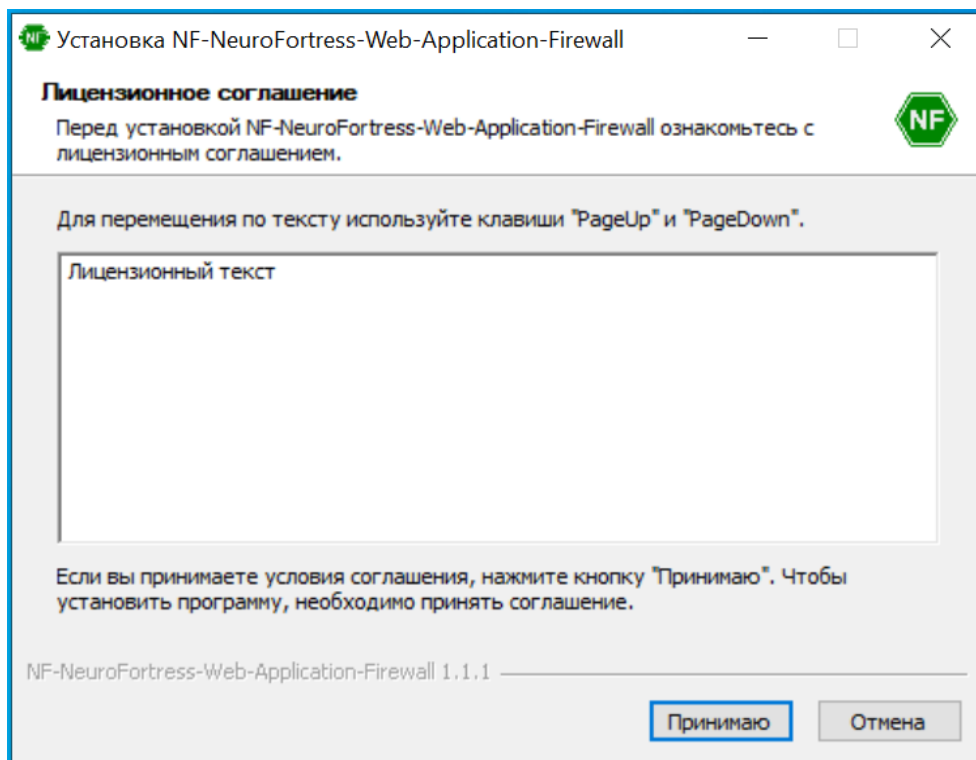 NF Установка NF-NeuroFortress-Web-Application-Firewall
Лицензионное соглашение
Перед установкой NF-NeuroFortress-Web-Application-Firewall ознакомьтесь с
лицензионным соглашением.
NF
Для перемещения по тексту используйте клавиши "PageUp" и "PageDown".
Лицензионный текст
Если вы принимаете условия соглашения, нажмите кнопку "Принимаю". Чтобы
установить программу, необходимо принять соглашение.
NF-NeuroFortress-Web-Application-Firewall 1.1.1
Принимаю Отмена